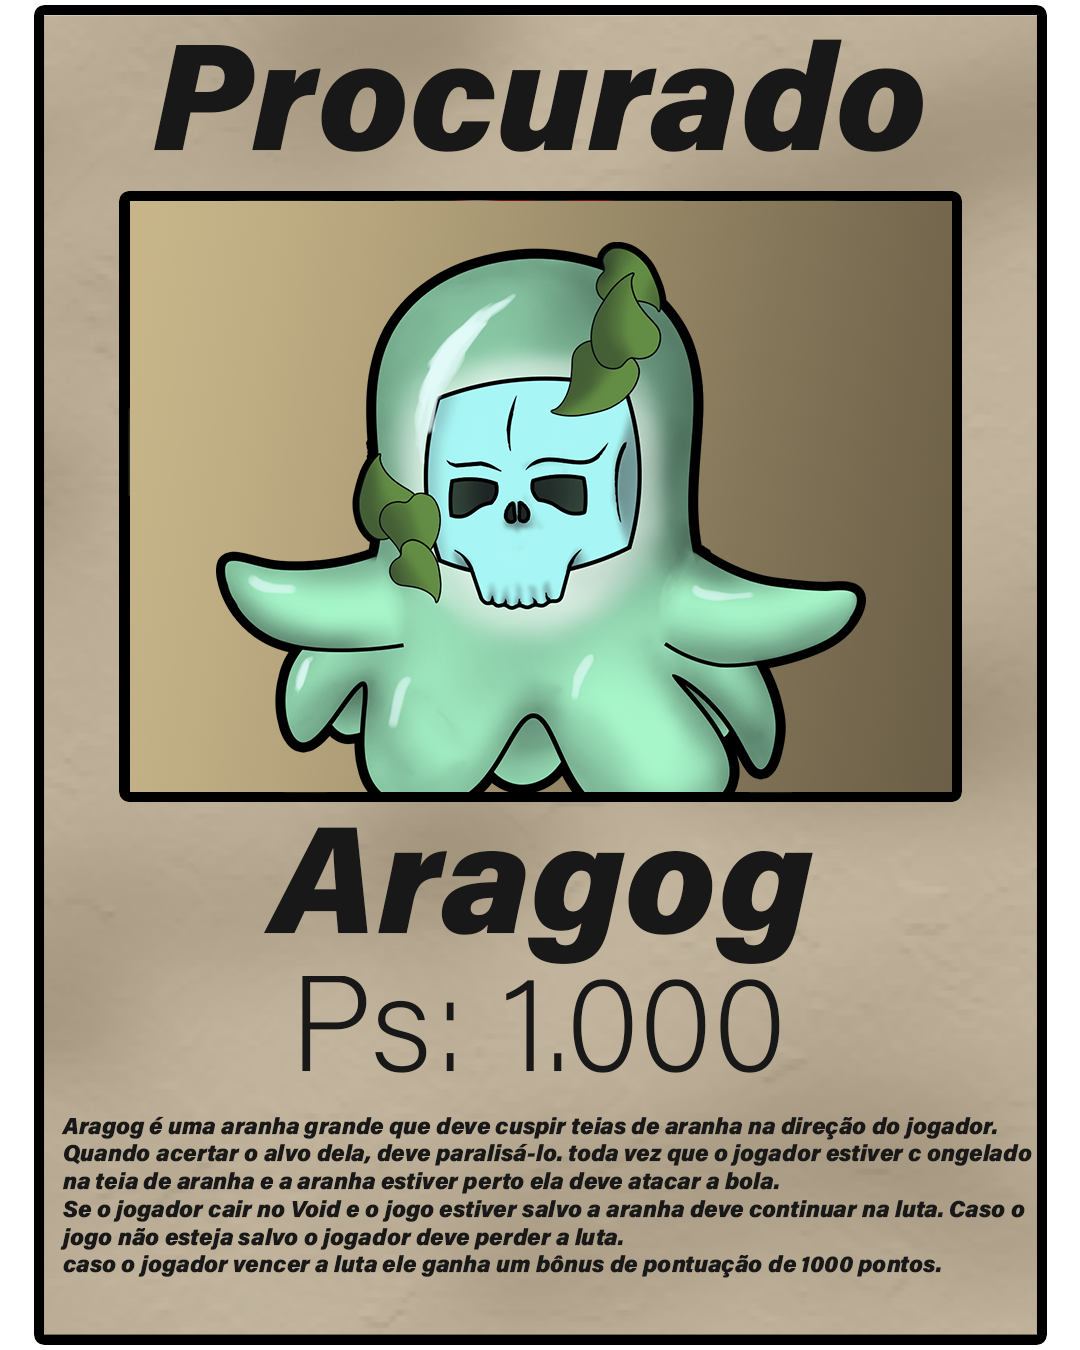 Procurado
Aragog
Ps: 1.000
Aragog é uma aranha grande que deve cuspir teias de aranha na direção do jogador.
Quando acertar o alvo dela, deve paralisá-lo. toda vez que o jogador estiver c ongelado
na teia de aranha e a aranha estiver perto ela deve atacar a bola.
Se o jogador cair no Void e o jogo estiver salvo a aranha deve continuar na luta. Caso o
jogo não esteja salvo o jogador deve perder a luta.
caso o jogador vencer a luta ele ganha um bônus de pontuação de 1000 pontos.